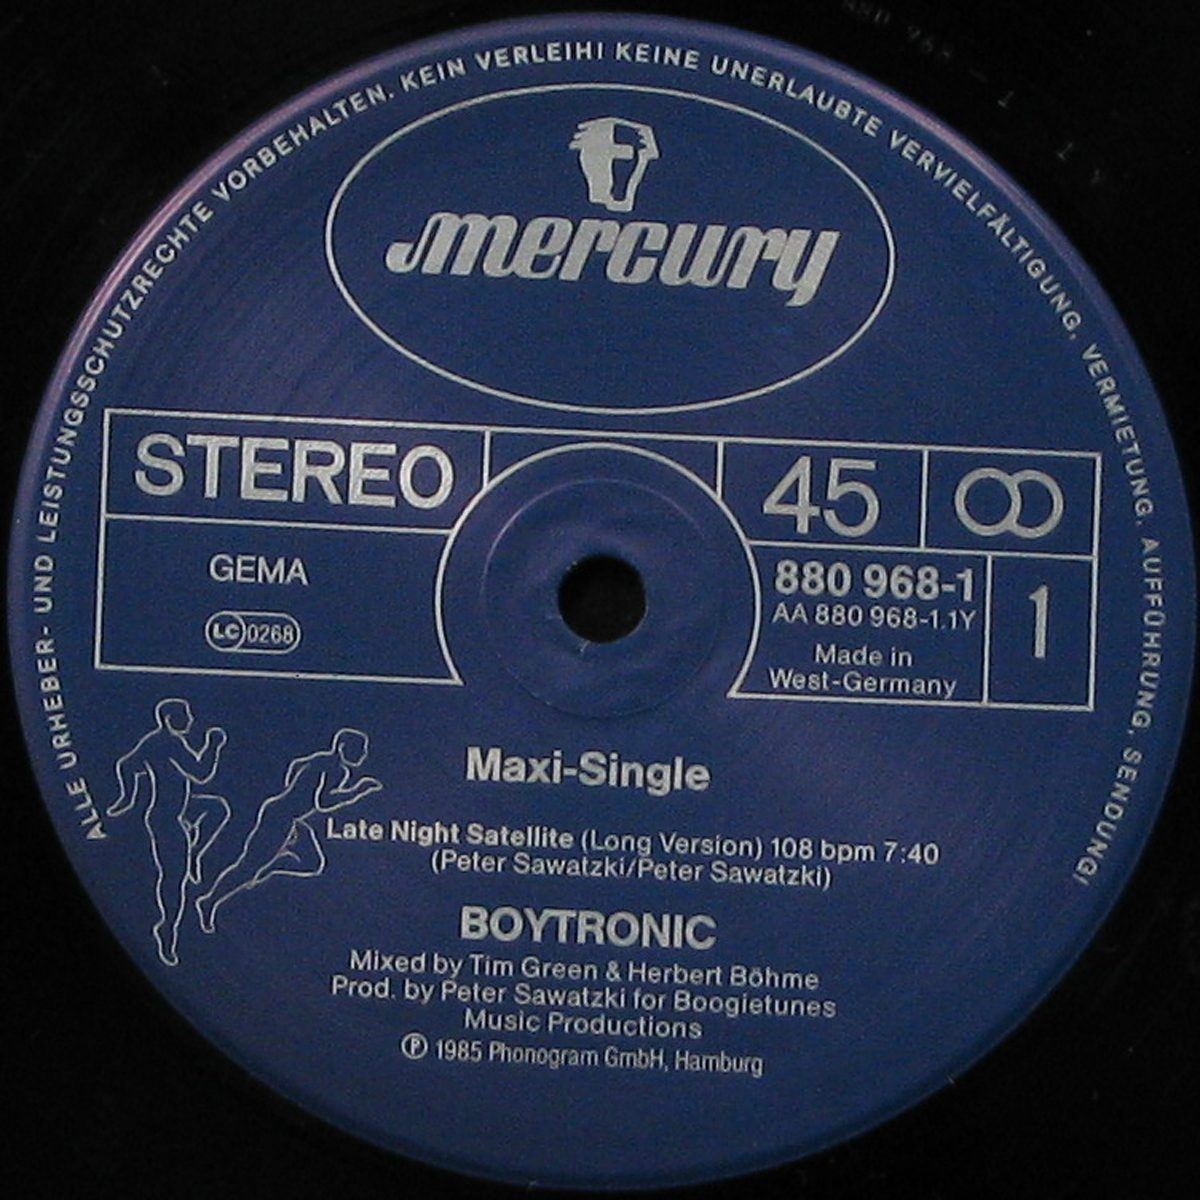 ALLE URHEBER- UND LEISTUNGSSCHUTZRECHTE VORBEHALTEN. KEIN VERLEIH! KEINE UNERLAUBTE VERVIELFÄLTIGUNG, VERMIETUNG, AUFFÜHRUNG, SENDUNG!
mercury
STEREO
45
GEMA
LC 0268
880 968-1
AA 880 968-1.1Y
Made in
West-Germany
1
Maxi-Single
Late Night Satellite (Long Version) 108 bpm 7:40
(Peter Sawatzki/Peter Sawatzki)
BOYTRONIC
Mixed by Tim Green & Herbert Böhme
Prod. by Peter Sawatzki for Boogietunes
Music Productions
℗ 1985 Phonogram GmbH, Hamburg